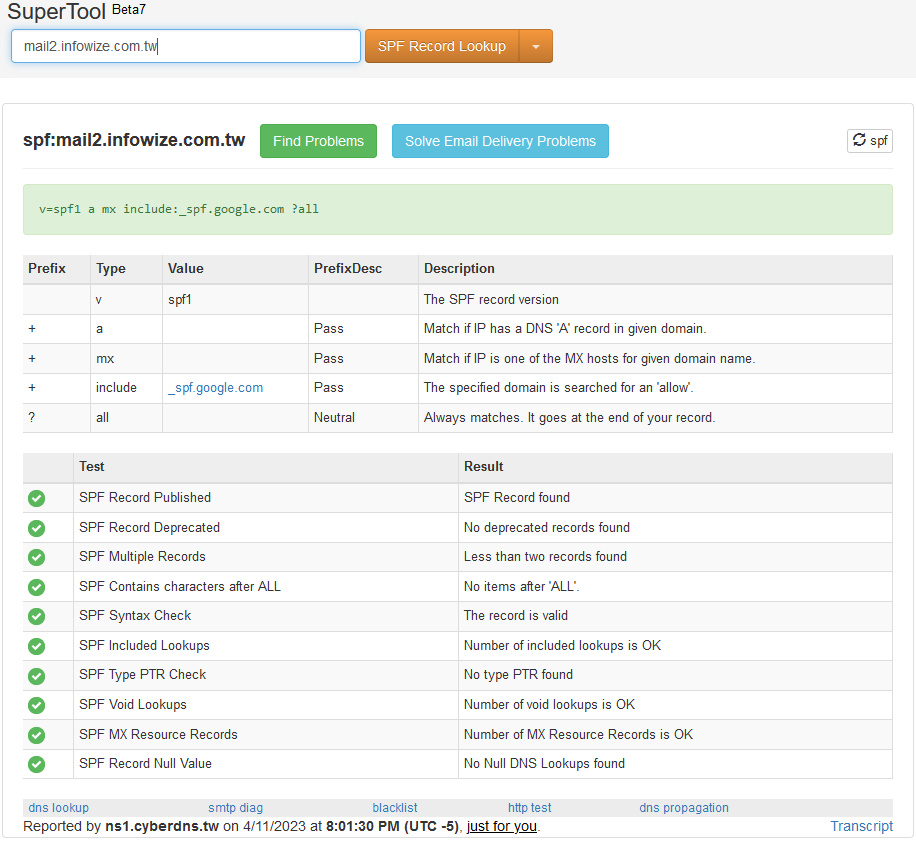 SuperTool Beta7
mail2.infowize.com.tw
SPF Record Lookup
spf:mail2.infowize.com.tw
Find Problems
Solve Email Delivery Problems
spf
v=spf1 a mx include:_spf.google.com ?all
Prefix Type Value PrefixDesc Description
v spf1 The SPF record version
+ a Pass Match if IP has a DNS 'A' record in given domain.
+ mx Pass Match if IP is one of the MX hosts for given domain name.
+ include _spf.google.com Pass The specified domain is searched for an 'allow'.
? all Neutral Always matches. It goes at the end of your record.
Test Result
SPF Record Published SPF Record found
SPF Record Deprecated No deprecated records found
SPF Multiple Records Less than two records found
SPF Contains characters after ALL No items after 'ALL'.
SPF Syntax Check The record is valid
SPF Included Lookups Number of included lookups is OK
SPF Type PTR Check No type PTR found
SPF Void Lookups Number of void lookups is OK
SPF MX Resource Records Number of MX Resource Records is OK
SPF Record Null Value No Null DNS Lookups found
dns lookup smtp diag blacklist http test dns propagation
Reported by ns1.cyberdns.tw on 4/11/2023 at 8:01:30 PM (UTC -5), just for you. Transcript